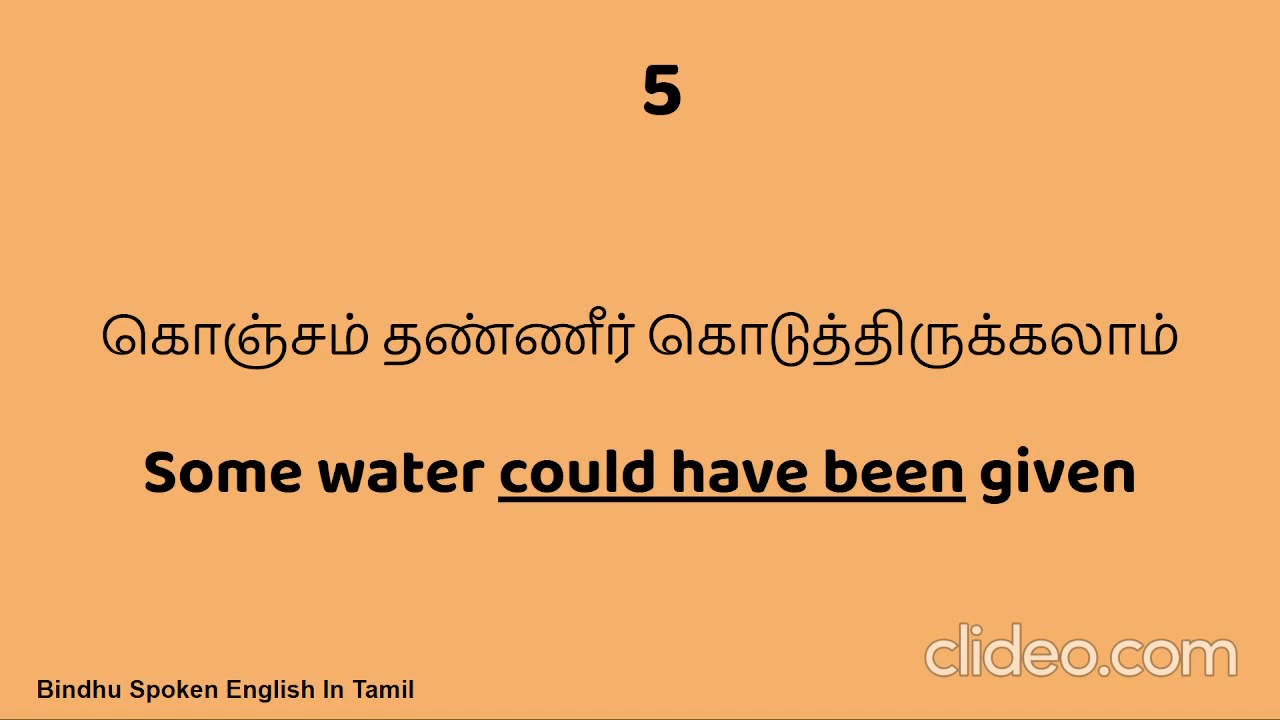 5
கொஞ்சம் தண்ணீர் கொடுத்திருக்கலாம்
Some water could have been given
clideo.com
Bindhu Spoken English In Tamil